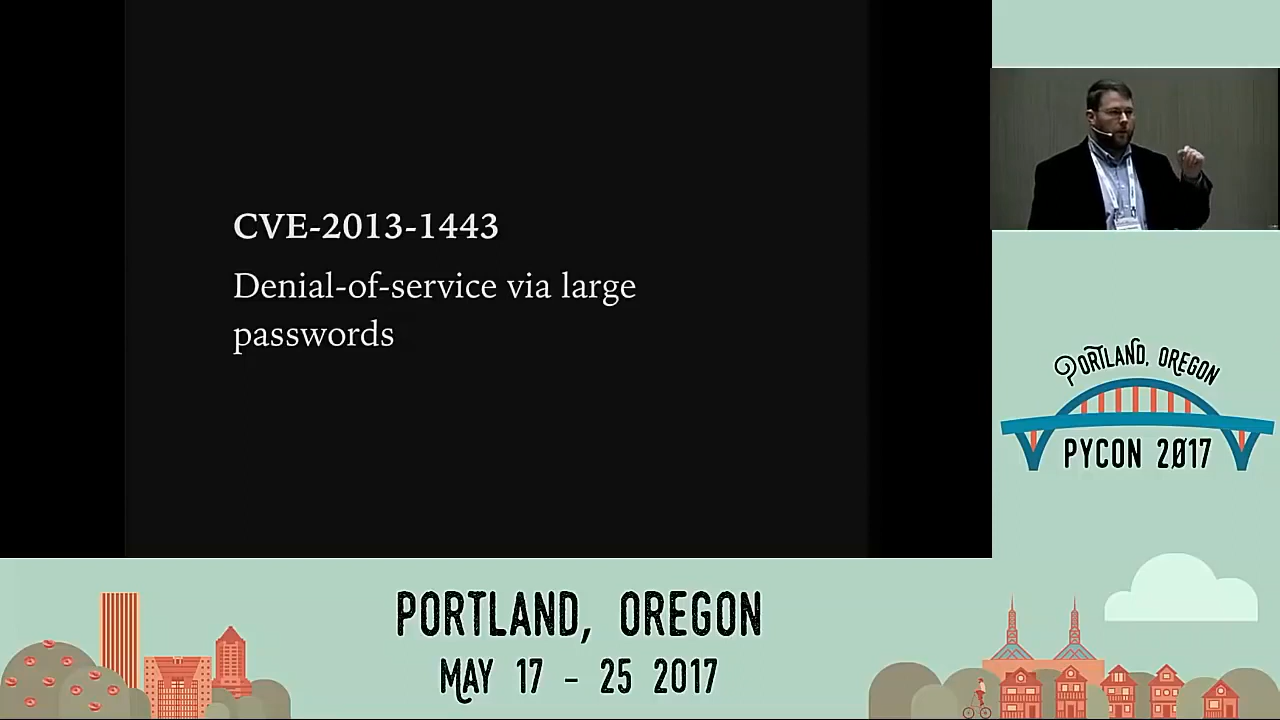 CVE-2013-1443
Denial-of-service via large
passwords
PORTLAND, OREGON
PYCON 2017
PORTLAND, OREGON
MAY 17 - 25 2017